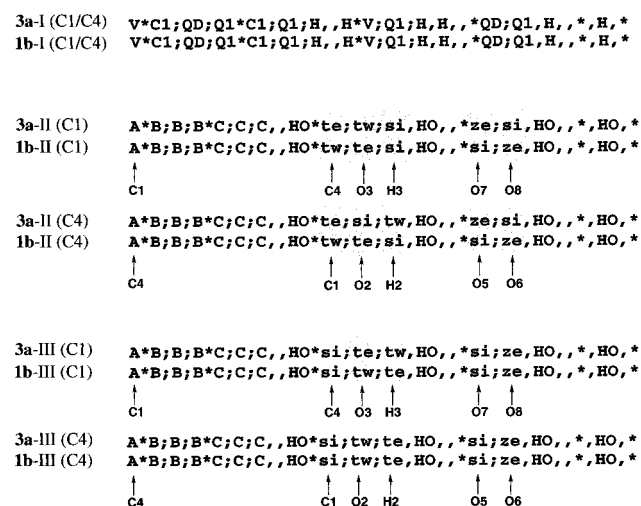 3a-I (C1/C4) V*C1;QD;Q1*C1;Q1;H,,H*V;Q1;H,H,,*QD;Q1,H,,*,H,*
1b-I (C1/C4) V*C1;QD;Q1*C1;Q1;H,,H*V;Q1;H,H,,*QD;Q1,H,,*,H,*
3a-II (C1) A*B;B;B*C;C;C,,HO*te;tw;si,HO,,*ze;si,HO,,*,HO,*
1b-II (C1) A*B;B;B*C;C;C,,HO*tw;te;si,HO,,*si;ze,HO,,*,HO,*
C1 C4 O3 H3 O7 O8
3a-II (C4) A*B;B;B*C;C;C,,HO*te;si;tw,HO,,*ze;si,HO,,*,HO,*
1b-II (C4) A*B;B;B*C;C;C,,HO*tw;te;si,HO,,*si;ze,HO,,*,HO,*
C4 C1 O2 H2 O5 O6
3a-III (C1) A*B;B;B*C;C;C,,HO*si;te;tw,HO,,*si;ze,HO,,*,HO,*
1b-III (C1) A*B;B;B*C;C;C,,HO*si;tw;te,HO,,*si;ze,HO,,*,HO,*
C1 C4 O3 H3 O7 O8
3a-III (C4) A*B;B;B*C;C;C,,HO*si;tw;te,HO,,*si;ze,HO,,*,HO,*
1b-III (C4) A*B;B;B*C;C;C,,HO*si;tw;te,HO,,*si;ze,HO,,*,HO,*
C4 C1 O2 H2 O5 O6